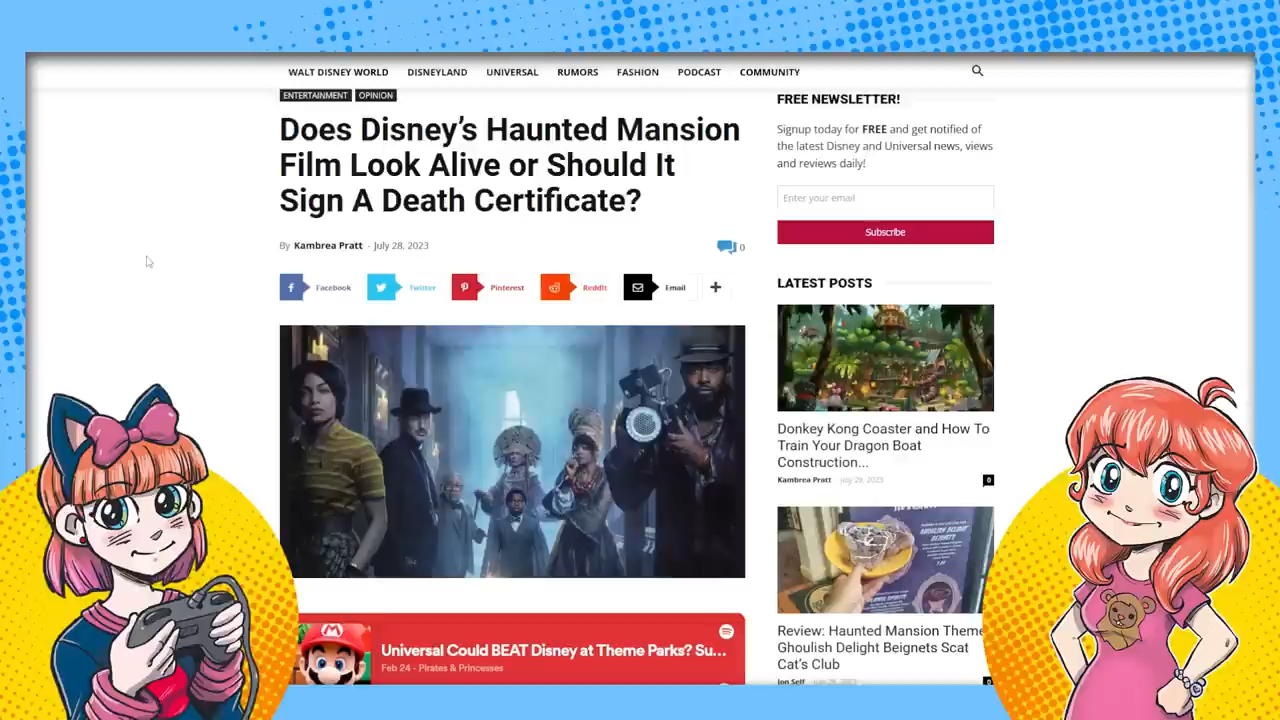 WALT DISNEY WORLD DISNEYLAND UNIVERSAL RUMORS FASHION PODCAST COMMUNITY
ENTERTAINMENT OPINION
Does Disney's Haunted Mansion
Film Look Alive or Should It
Sign A Death Certificate?
By Kambrea Pratt - July 28, 2023
0
Facebook Twitter Pinterest ReddIt Email +
Universal Could BEAT Disney at Theme Parks? Su...
Feb 24 - Pirates & Princesses
FREE NEWSLETTER!
Signup today for FREE and get notified of
the latest Disney and Universal news, views
and reviews daily!
Enter your email
Subscribe
LATEST POSTS
Donkey Kong Coaster and How To
Train Your Dragon Boat
Construction...
Kambrea Pratt - July 29, 2023
0
Review: Haunted Mansion Theme
Ghoulish Delight Beignets Scat
Cat's Club
Jon Self